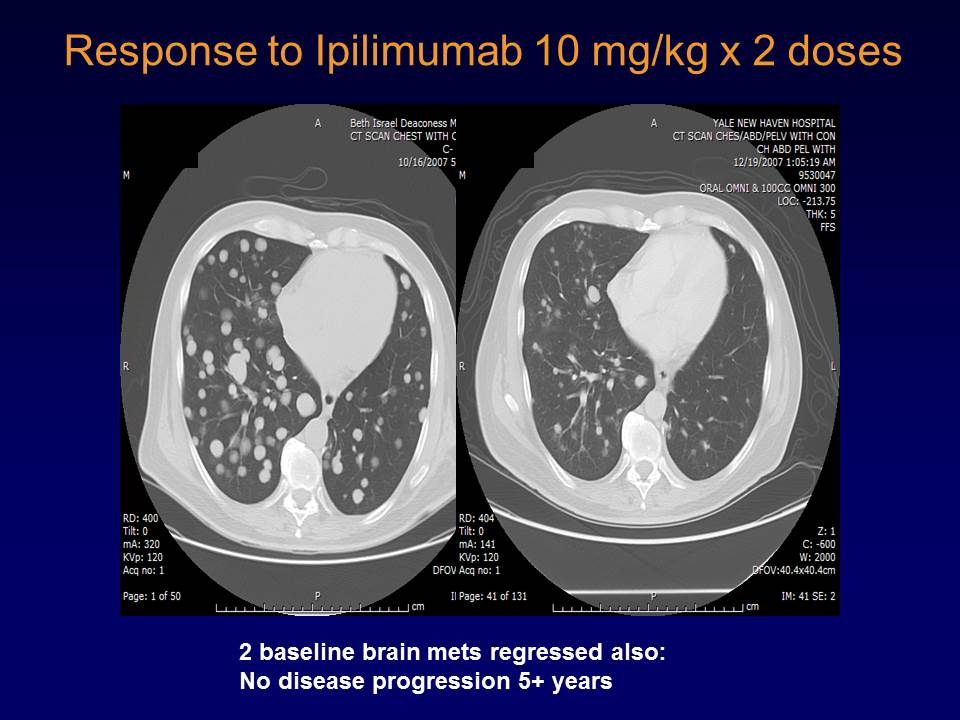 Response to Ipilimumab 10 mg/kg x 2 doses
A
Beth Israel Deaconess M
CT SCAN CHEST WITH C
C-
10/16/2007 5
M
R
RD: 400
Tilt: 0
mA: 320
KVp: 120
Acq no: 1
DFOV
Page: 1 of 50
P
cm
A
YALE NEW HAVEN HOSPITAL
CT SCAN CHES/ABD/PELV WITH CON
CH ABD PEL WITH
12/19/2007 1:05:19 AM
M
9530047
ORAL OMNI & 100CC OMNI 300
LOC: -213.75
THK: 5
FFS
R
L
RD: 404
Tilt: 0
mA: 141
KVp: 120
Acq no: 1
Z: 1
C: -600
W: 2000
DFOV:40.4x40.4cm
Page: 41 of 131
P
IM: 41 SE: 2
cm
2 baseline brain mets regressed also:
No disease progression 5+ years